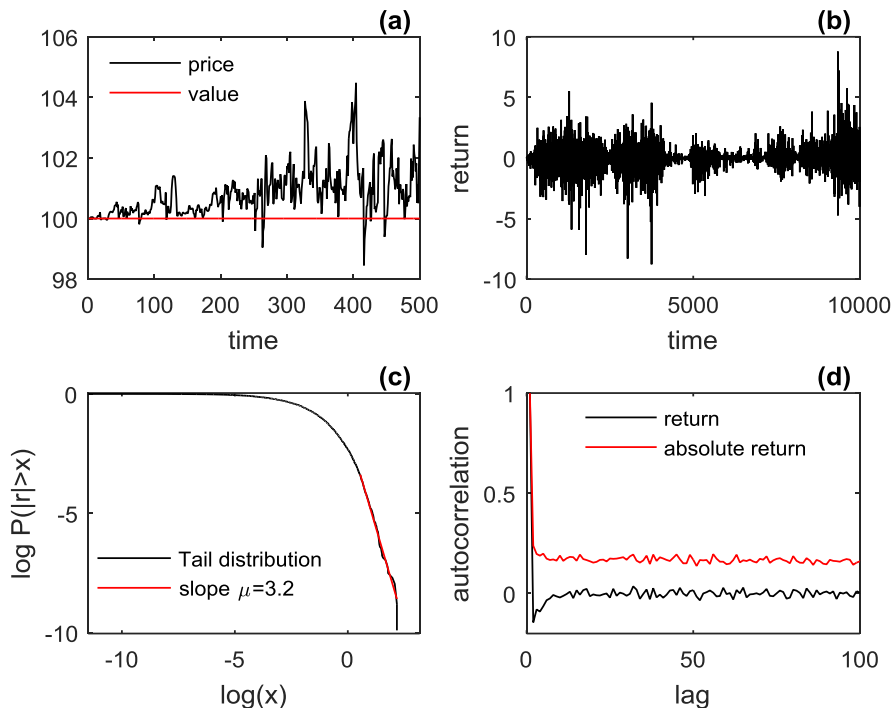 (a)
106
104
102
100
98
price
value
0 100 200 300 400 500
time
(b)
return
10
5
0
-5
-10
0 5000 10000
time
(c)
log P(|r|>x)
0
-5
-10
Tail distribution
slope μ=3.2
-10 -5 0
log(x)
(d)
autocorrelation
1
0.5
0
return
absolute return
0 50 100
lag